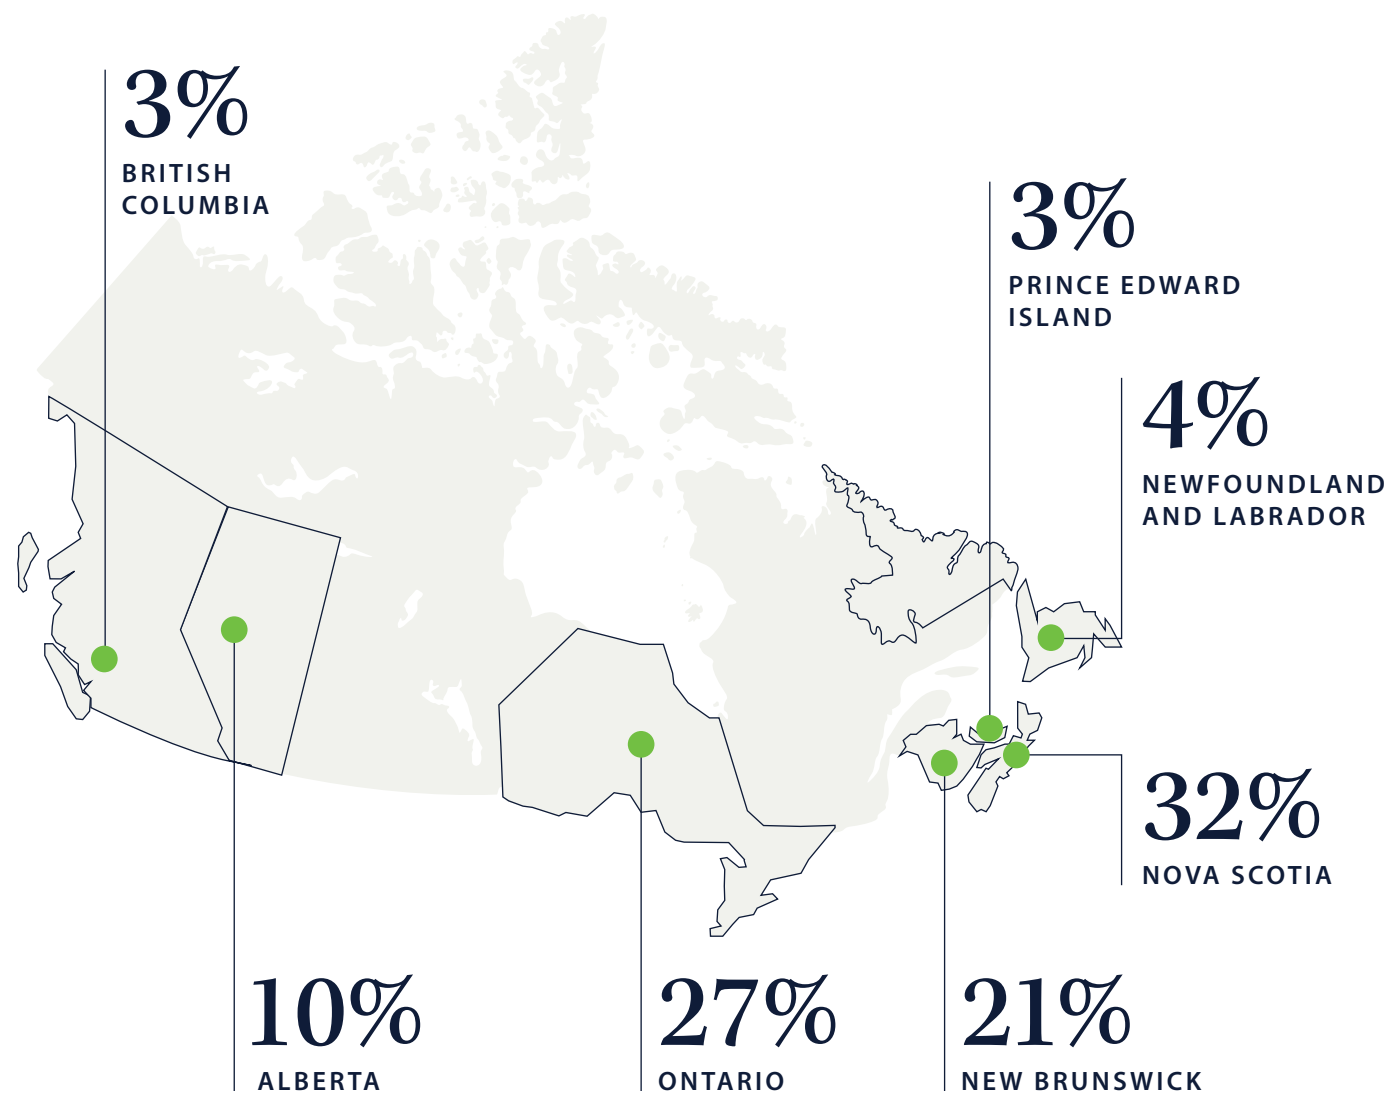 3%
BRITISH
COLUMBIA
3%
PRINCE EDWARD
ISLAND
4%
NEWFOUNDLAND
AND LABRADOR
32%
NOVA SCOTIA
10%
ALBERTA
27%
ONTARIO
21%
NEW BRUNSWICK